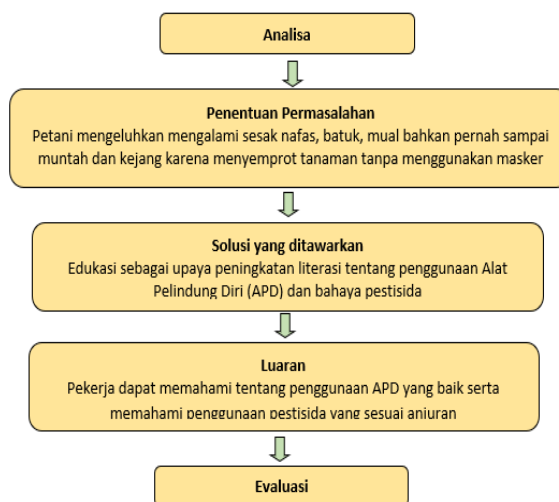 Analisa
Penentuan Permasalahan
Petani mengeluhkan mengalami sesak nafas, batuk, mual bahkan pernah sampai
muntah dan kejang karena menyemprot tanaman tanpa menggunakan masker
Solusi yang ditawarkan
Edukasi sebagai upaya peningkatan literasi tentang penggunaan Alat
Pelindung Diri (APD) dan bahaya pestisida
Luaran
Pekerja dapat memahami tentang penggunaan APD yang baik serta
memahami penggunaan pestisida yang sesuai anjuran
Evaluasi